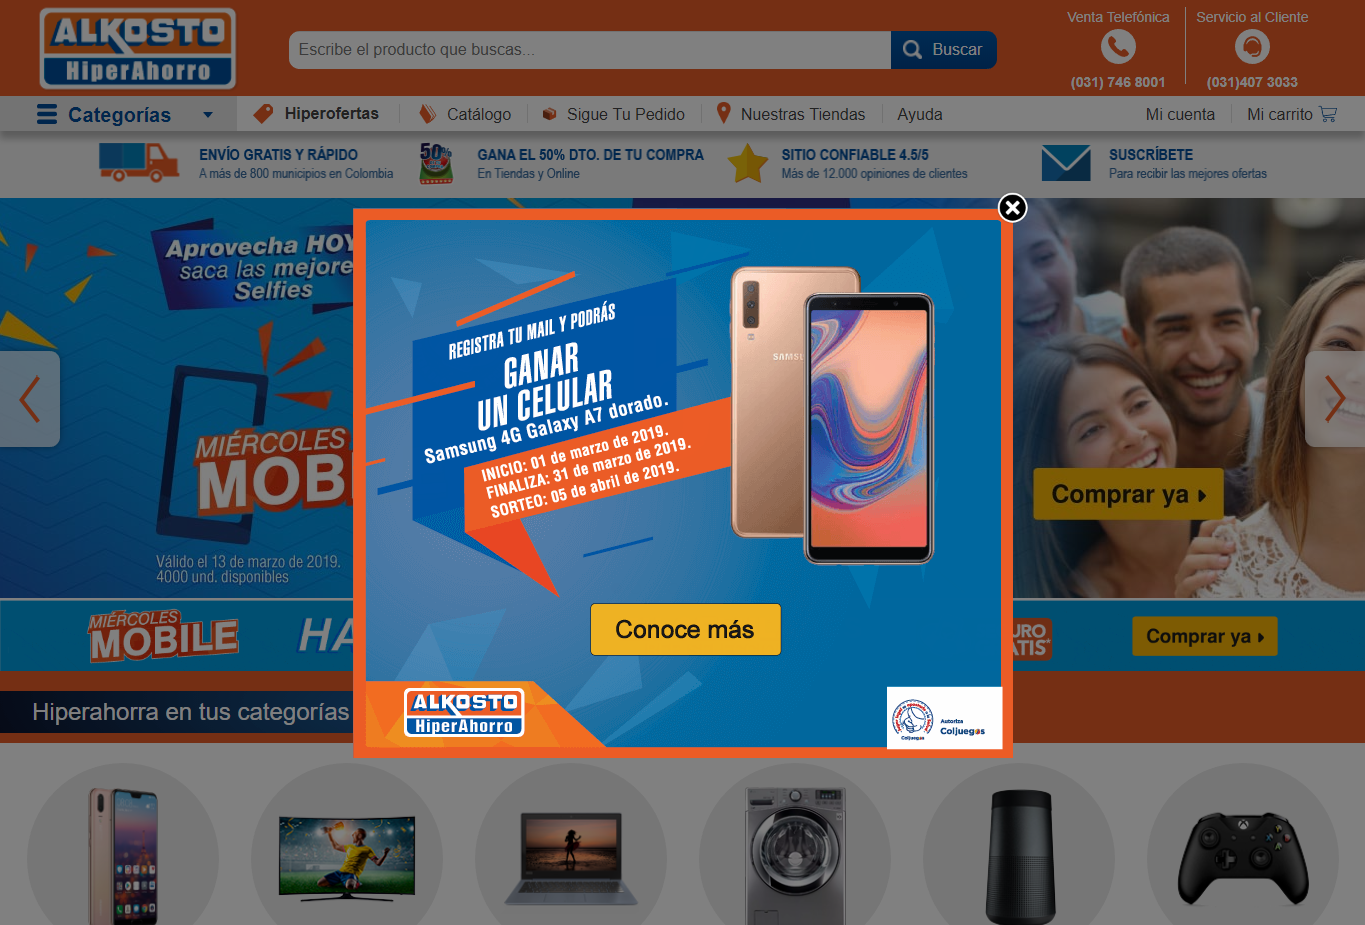 ALKOSTO
HiperAhorro
Escribe el producto que buscas...
Buscar
Venta Telefónica
(031) 746 8001
Servicio al Cliente
(031)407 3033
Categorías
Hiperofertas
Catálogo
Sigue Tu Pedido
Nuestras Tiendas
Ayuda
Mi cuenta
Mi carrito
ENVÍO GRATIS Y RÁPIDO
A más de 800 municipios en Colombia
50%
GANA EL 50% DTO. DE TU COMPRA
En Tiendas y Online
SITIO CONFIABLE 4.5/5
Más de 12.000 opiniones de clientes
SUSCRÍBETE
Para recibir las mejores ofertas
Aprovecha HOY
saca las mejore
Selfies
MIÉRCOLES
MOBI
Válido el 13 de marzo de 2019.
4000 und. disponibles
REGISTRA TU MAIL Y PODRÁS
GANAR
UN CELULAR
Samsung 4G Galaxy A7 dorado.
INICIO: 01 de marzo de 2019.
FINALIZA: 31 de marzo de 2019.
SORTEO: 05 de abril de 2019.
SAMSU
Conoce más
ALKOSTO
HiperAhorro
Autoriza
Coljuegos
Coljuegos
Comprar ya
MIÉRCOLES
MOBILE
HA
URO
ATIS*
Comprar ya
Hiperahorra en tus categorías